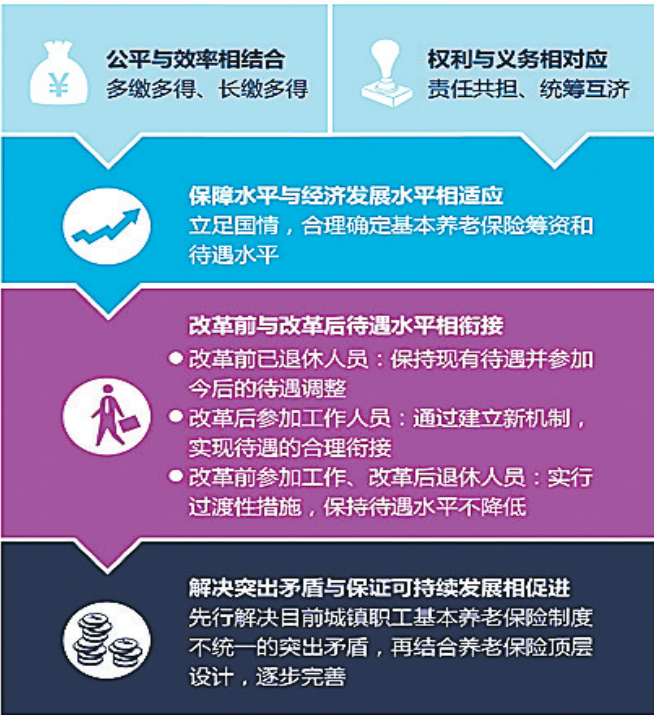 公平与效率相结合
多缴多得、长缴多得
权利与义务相对应
责任共担、统筹互济
¥
保障水平与经济发展水平相适应
立足国情，合理确定基本养老保险筹资和
待遇水平
改革前与改革后待遇水平相衔接
●改革前已退休人员：保持现有待遇并参加
今后的待遇调整
●改革后参加工作人员：通过建立新机制，
实现待遇的合理衔接
●改革前参加工作、改革后退休人员：实行
过渡性措施，保持待遇水平不降低
解决突出矛盾与保证可持续发展相促进
先行解决目前城镇职工基本养老保险制度
不统一的突出矛盾，再结合养老保险顶层
设计，逐步完善